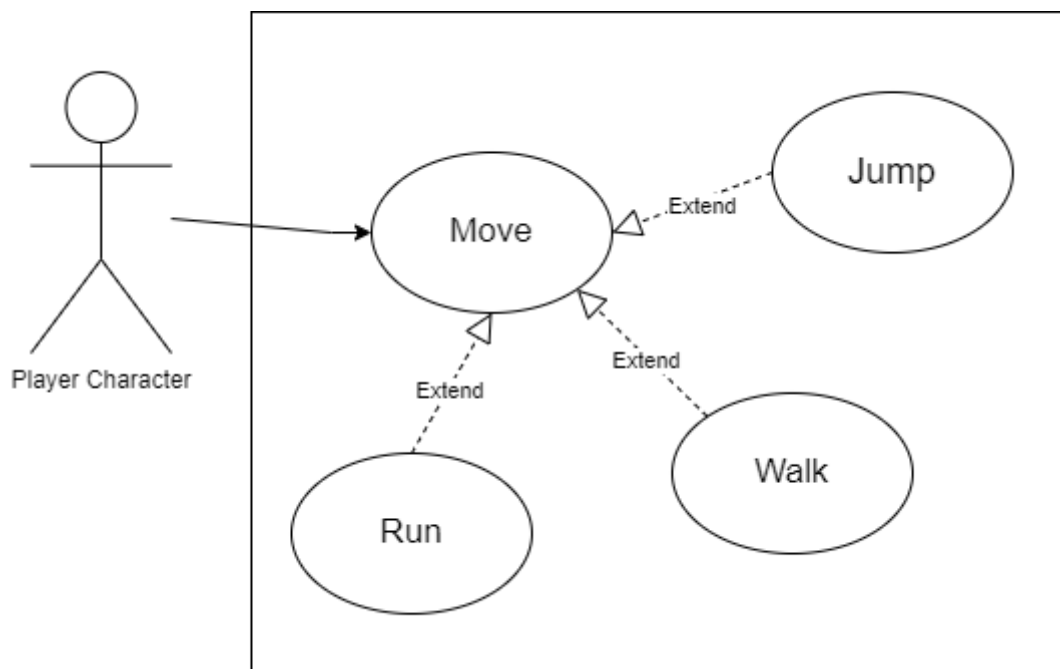 Jump
Extend
Move
Extend
Player Character
Extend
Walk
Run